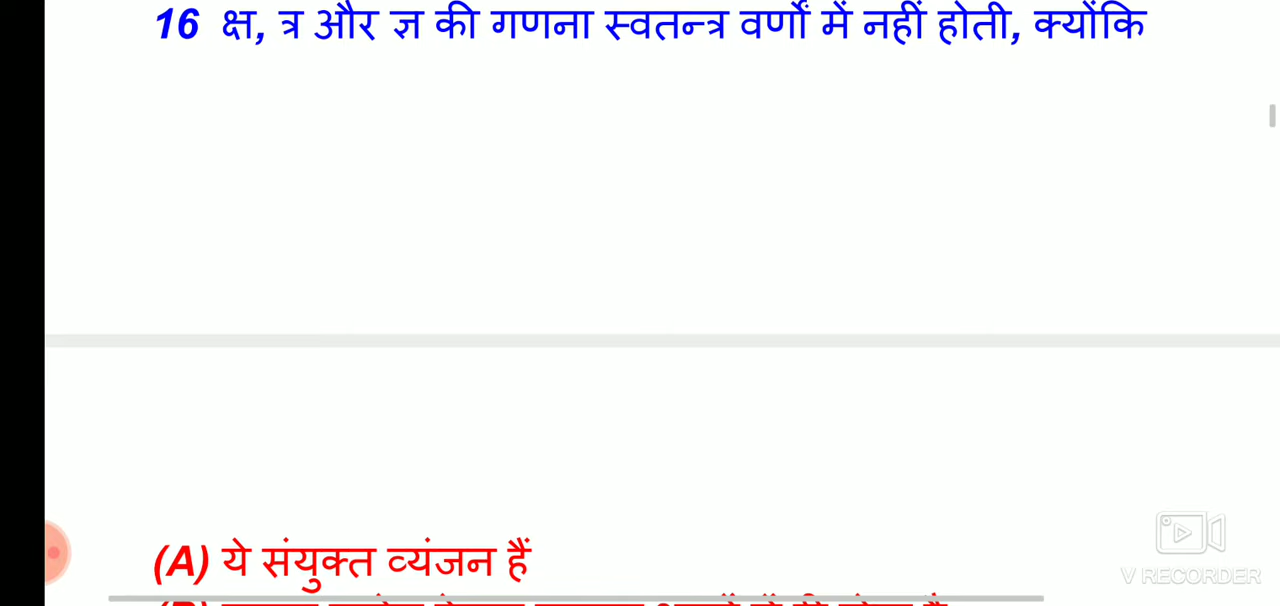 16 क्ष, त्र और ज्ञ की गणना स्वतन्त्र वर्णों में नहीं होती, क्योंकि
(A) ये संयुक्त व्यंजन हैं
V RECORDER